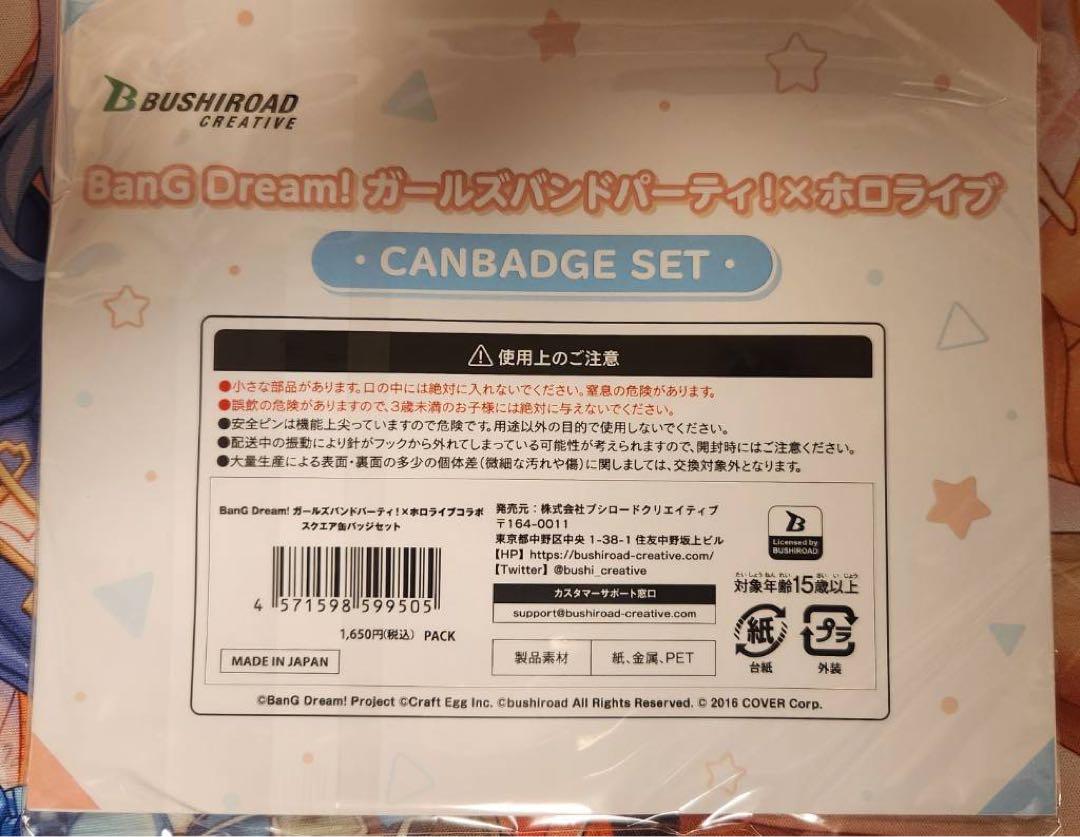 BUSHIROAD
CREATIVE
BanG Dream! ガールズバンドパーティ!×ホロライブ
・CANBADGE SET・
⚠使用上のご注意
●小さな部品があります。口の中には絶対に入れないでください。窒息の危険があります。
●誤飲の危険がありますので、3歳未満のお子様には絶対に与えないでください。
●安全ピンは機能上尖っていますので危険です。用途以外の目的で使用しないでください。
●配送中の振動により針がフックから外れてしまっている可能性が考えられますので、開封時にはご注意ください。
●大量生産による表面・裏面の多少の個体差(微細な汚れや傷)に関しましては、交換対象外となります。
BanG Dream! ガールズバンドパーティ!×ホロライブコラボ
スクエア缶バッジセット
4 571598 599505
1,650円(税込) PACK
MADE IN JAPAN
発売元:株式会社ブシロードクリエイティブ
〒164-0011
東京都中野区中央 1-38-1 住友中野坂上ビル
【HP】https://bushiroad-creative.com/
【Twitter】@bushi_creative
カスタマーサポート窓口
support@bushiroad-creative.com
製品素材 紙、金属、PET
B
Licensed by
BUSHIROAD
たいしょうねんれい さい いじょう
対象年齢15歳以上
紙 プラ
台紙 外装
©BanG Dream! Project ©Craft Egg Inc. ©bushiroad All Rights Reserved. © 2016 COVER Corp.